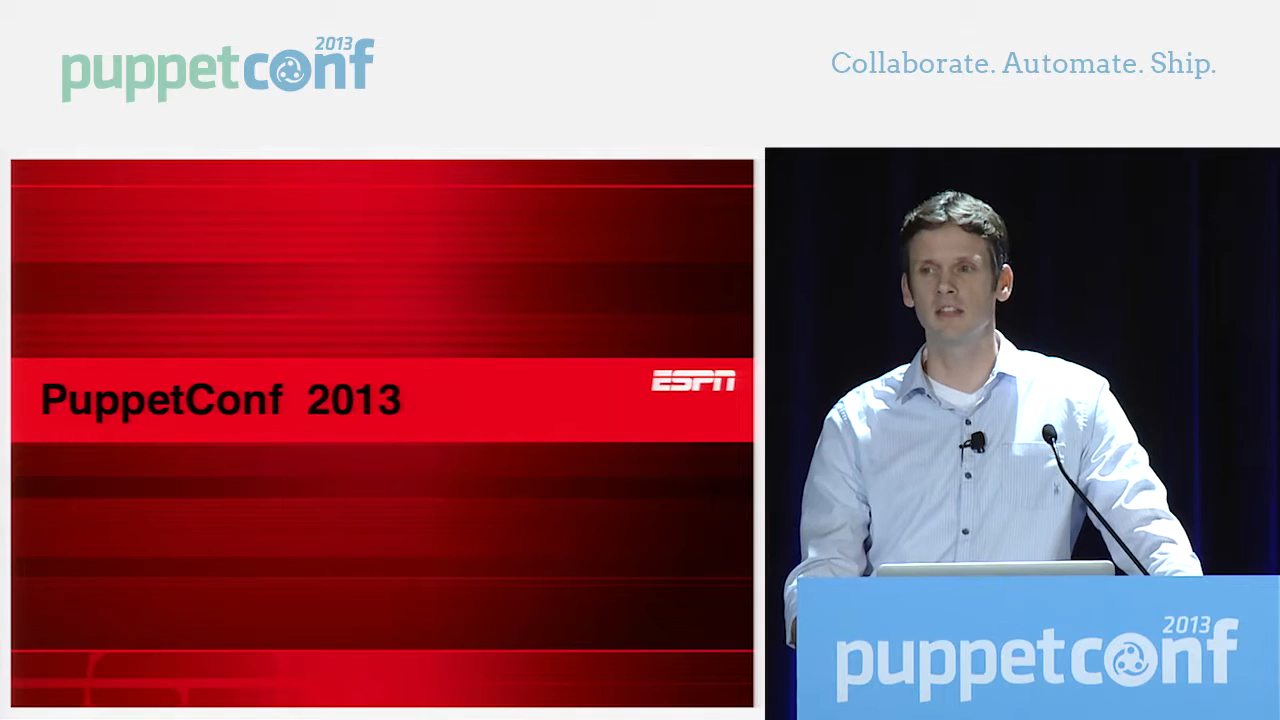 puppetconf 2013
Collaborate. Automate. Ship.
PuppetConf 2013
ESPN
puppetconf 2013